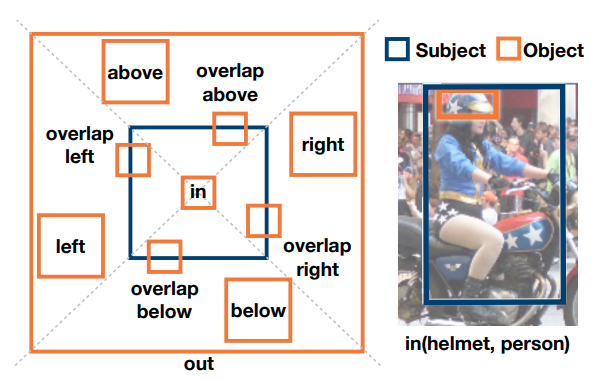 Subject
Object
above
overlap
above
overlap
left
right
in
left
overlap
right
overlap
below
below
out
in(helmet, person)